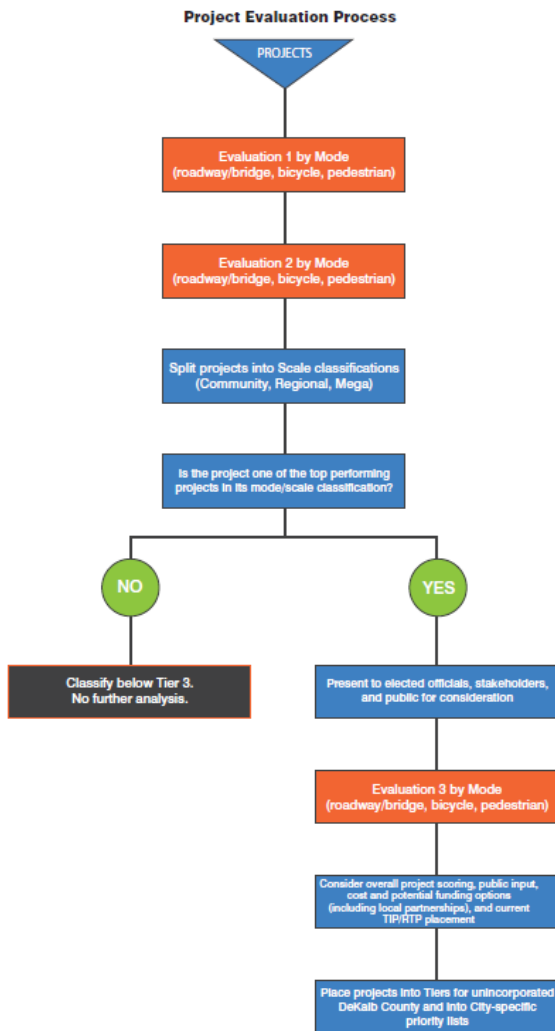 Project Evaluation Process
PROJECTS
Evaluation 1 by Mode
(roadway/bridge, bicycle, pedestrian)
Evaluation 2 by Mode
(roadway/bridge, bicycle, pedestrian)
Split projects into Scale classifications
(Community, Regional, Mega)
Is the project one of the top performing
projects in its mode/scale classification?
NO
YES
Classify below Tier 3.
No further analysis.
Present to elected officials, stakeholders,
and public for consideration
Evaluation 3 by Mode
(roadway/bridge, bicycle, pedestrian)
Consider overall project scoring, public input,
cost and potential funding options
(including local partnerships), and current
TIP/RTP placement
Place projects into Tiers for unincorporated
DeKalb County and into City-specific
priority lists